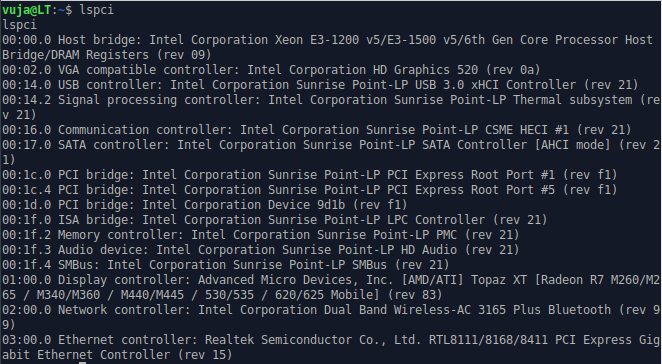 vuja@LT:~$ lspci
lspci
00:00.0 Host bridge: Intel Corporation Xeon E3-1200 v5/E3-1500 v5/6th Gen Core Processor Host
Bridge/DRAM Registers (rev 09)
00:02.0 VGA compatible controller: Intel Corporation HD Graphics 520 (rev 0a)
00:14.0 USB controller: Intel Corporation Sunrise Point-LP USB 3.0 xHCI Controller (rev 21)
00:14.2 Signal processing controller: Intel Corporation Sunrise Point-LP Thermal subsystem (re
v 21)
00:16.0 Communication controller: Intel Corporation Sunrise Point-LP CSME HECI #1 (rev 21)
00:17.0 SATA controller: Intel Corporation Sunrise Point-LP SATA Controller [AHCI mode] (rev 2
1)
00:1c.0 PCI bridge: Intel Corporation Sunrise Point-LP PCI Express Root Port #1 (rev f1)
00:1c.4 PCI bridge: Intel Corporation Sunrise Point-LP PCI Express Root Port #5 (rev f1)
00:1d.0 PCI bridge: Intel Corporation Device 9d1b (rev f1)
00:1f.0 ISA bridge: Intel Corporation Sunrise Point-LP LPC Controller (rev 21)
00:1f.2 Memory controller: Intel Corporation Sunrise Point-LP PMC (rev 21)
00:1f.3 Audio device: Intel Corporation Sunrise Point-LP HD Audio (rev 21)
00:1f.4 SMBus: Intel Corporation Sunrise Point-LP SMBus (rev 21)
01:00.0 Display controller: Advanced Micro Devices, Inc. [AMD/ATI] Topaz XT [Radeon R7 M260/M2
65 / M340/M360 / M440/M445 / 530/535 / 620/625 Mobile] (rev 83)
02:00.0 Network controller: Intel Corporation Dual Band Wireless-AC 3165 Plus Bluetooth (rev 9
9)
03:00.0 Ethernet controller: Realtek Semiconductor Co., Ltd. RTL8111/8168/8411 PCI Express Gig
abit Ethernet Controller (rev 15)